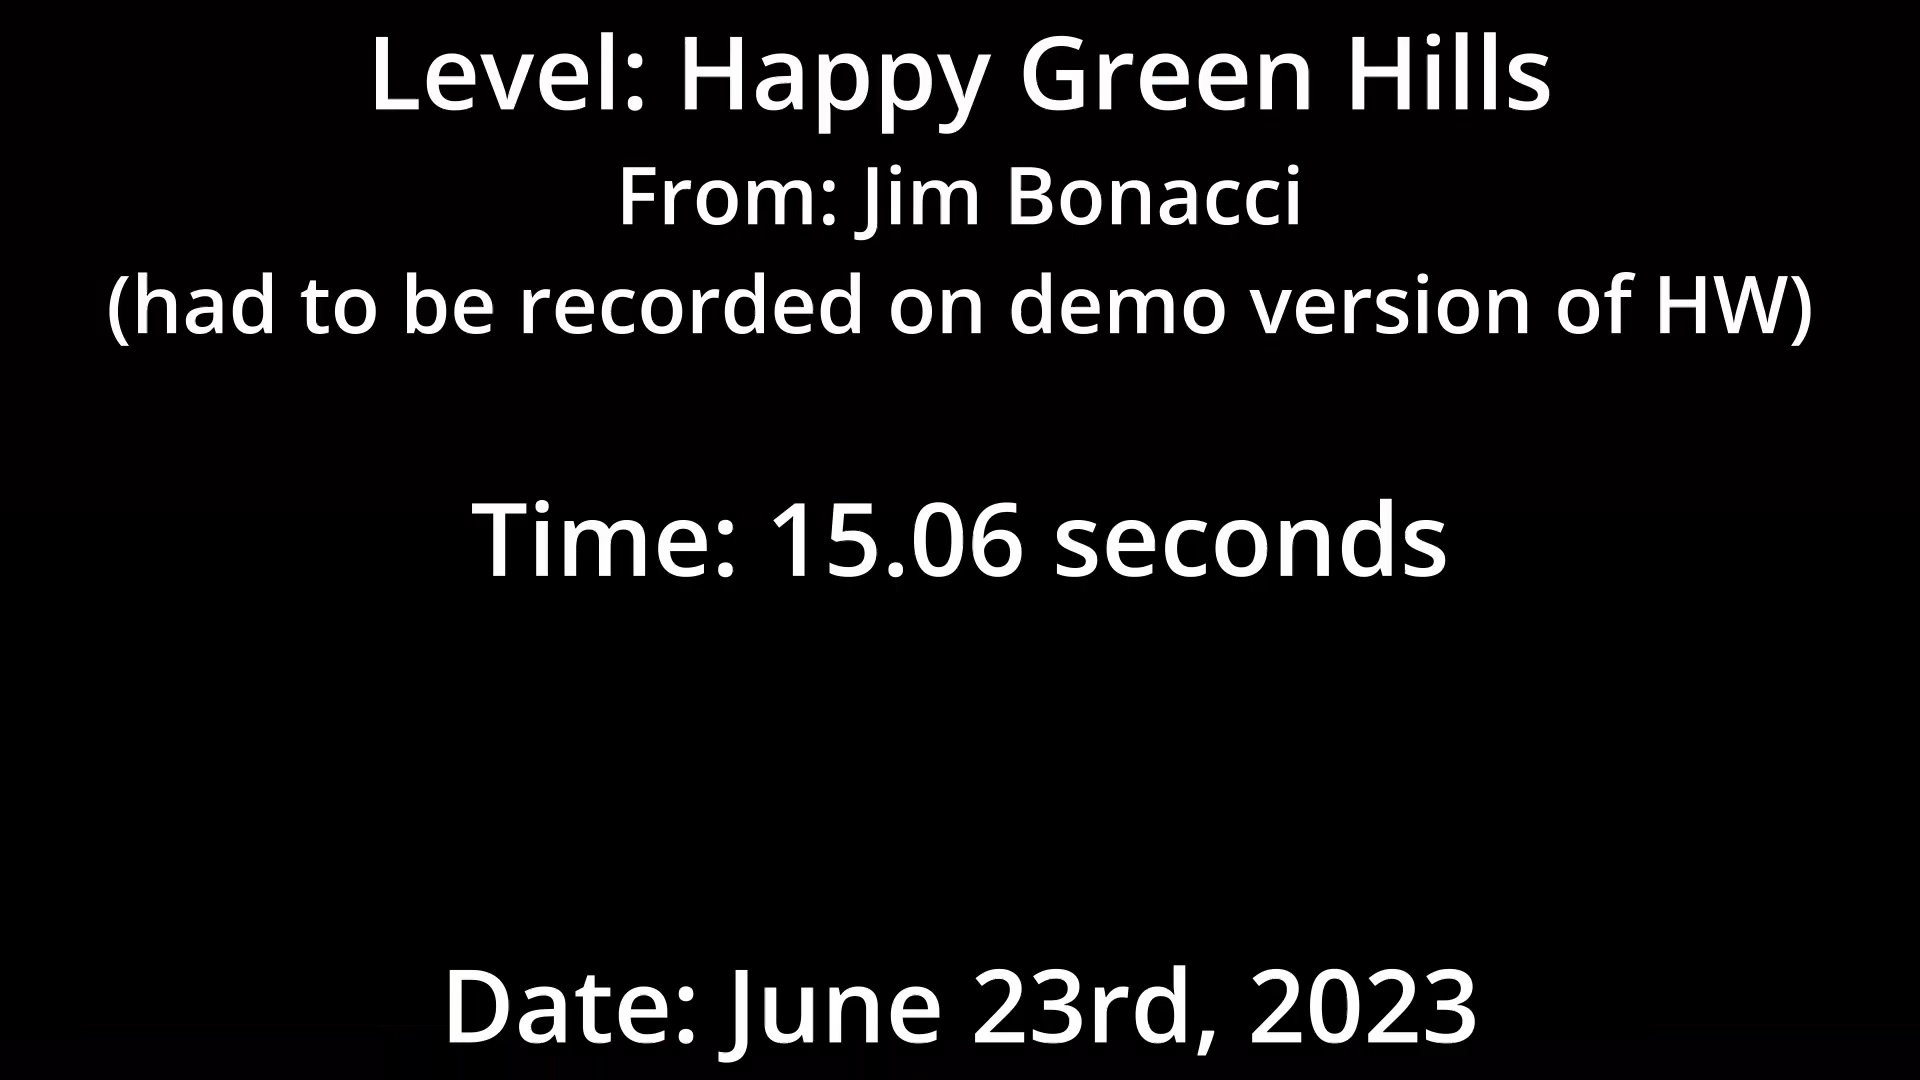 Level: Happy Green Hills
From: Jim Bonacci
(had to be recorded on demo version of HW)
Time: 15.06 seconds
Date: June 23rd, 2023